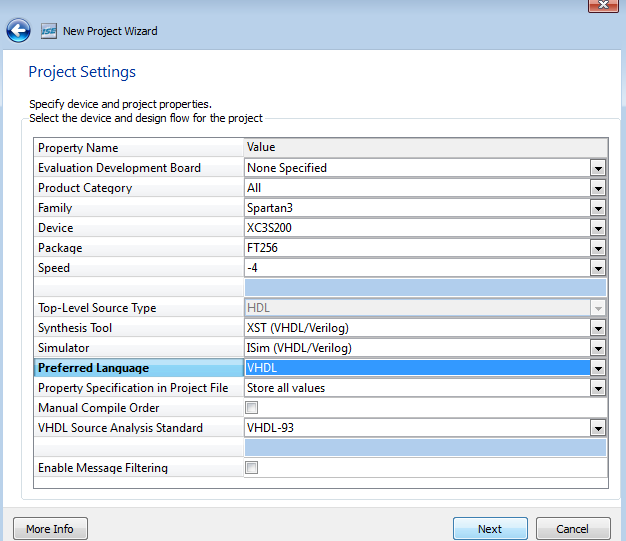 ISE New Project Wizard
Project Settings
Specify device and project properties.
Select the device and design flow for the project
Property Name Value
Evaluation Development Board None Specified
Product Category All
Family Spartan3
Device XC3S200
Package FT256
Speed -4
Top-Level Source Type HDL
Synthesis Tool XST (VHDL/Verilog)
Simulator ISim (VHDL/Verilog)
Preferred Language VHDL
Property Specification in Project File Store all values
Manual Compile Order
VHDL Source Analysis Standard VHDL-93
Enable Message Filtering
More Info Next Cancel